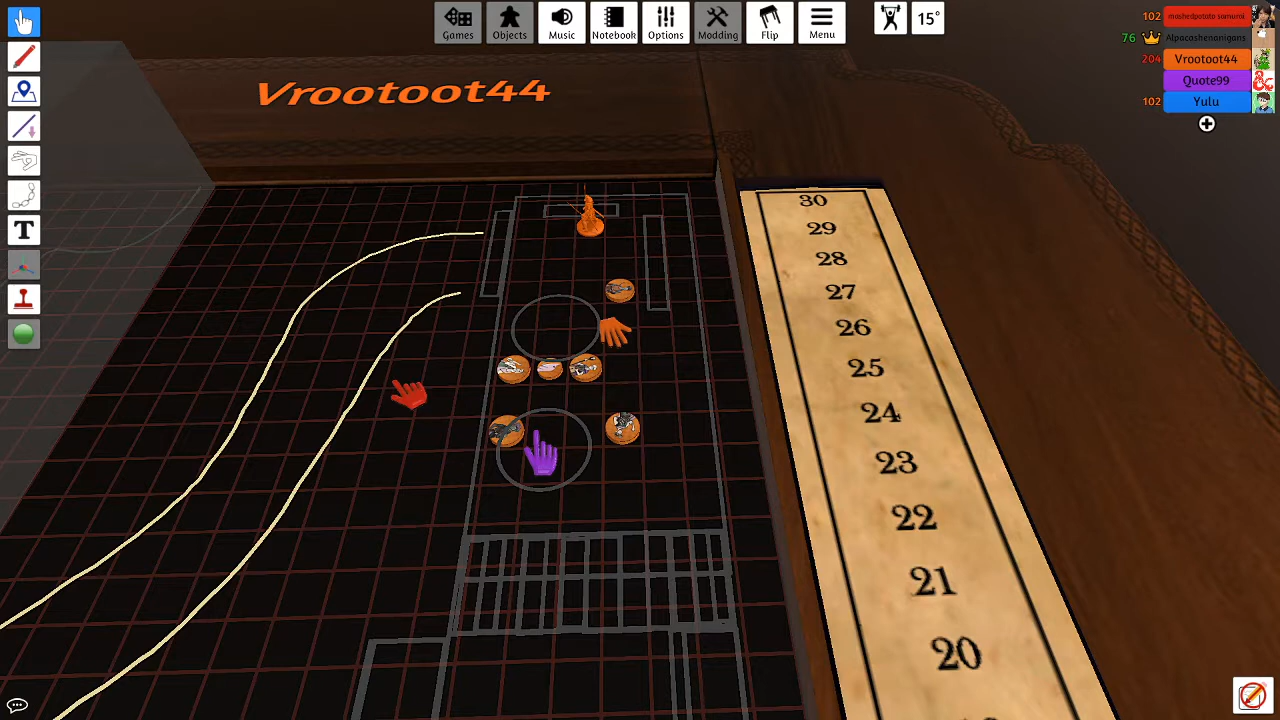 Games Objects Music Notebook Options Modding Flip Menu 15°
102 mashedpotato samurai
76 Alpacashenanigans
204 Vrootoot44
Quote99
102 Yulu
T
Vrootoot44
30
29
28
27
26
25
24
23
22
21
20